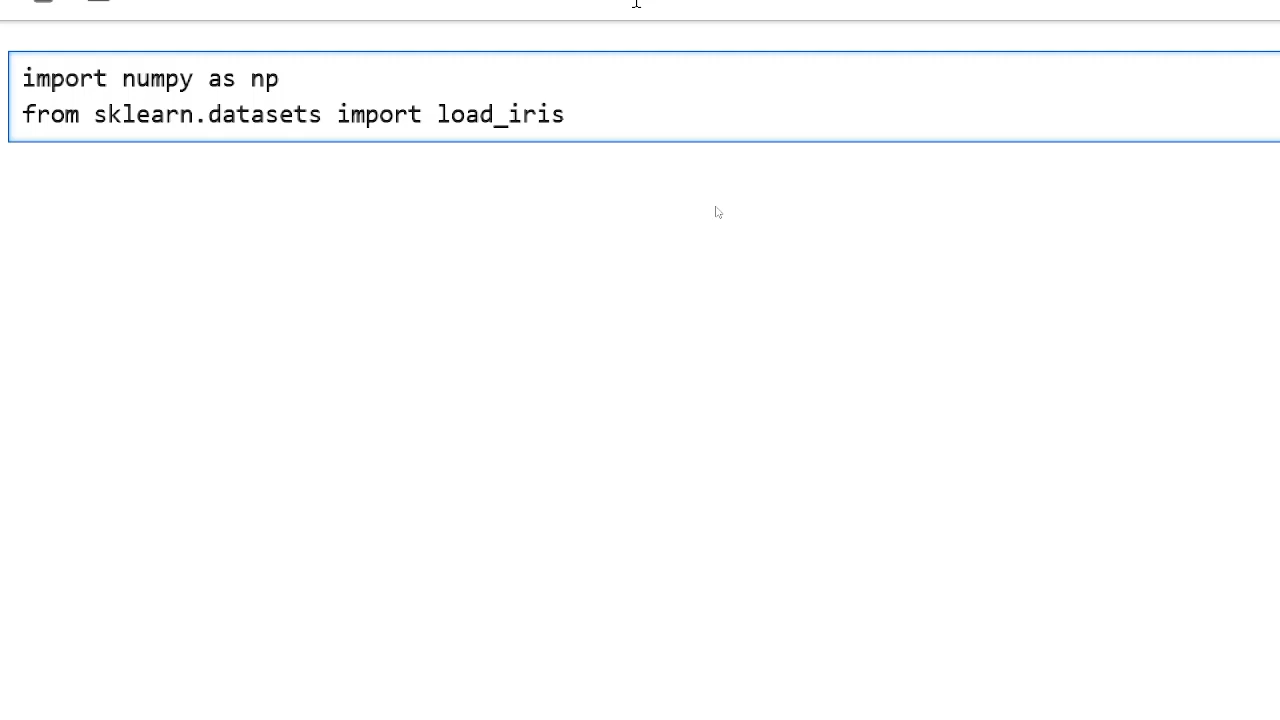 import numpy as np
from sklearn.datasets import load_iris